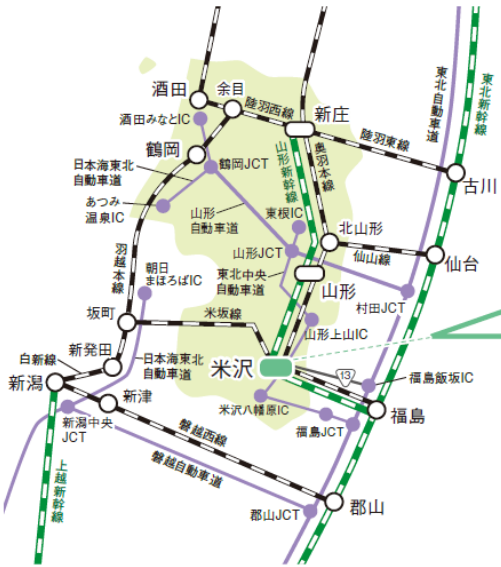 酒田
余目
陸羽西線
新庄
酒田みなとIC
鶴岡
鶴岡JCT
日本海東北
自動車道
あつみ
温泉IC
山形新幹線
奥羽本線
陸羽東線
東北自動車道
東北新幹線
古川
山形
自動車道
東根IC
北山形
山形JCT
仙山線
仙台
羽越本線
朝日
まほろばIC
東北中央
自動車道
山形
村田JCT
坂町
米坂線
山形上山IC
新発田
白新線
日本海東北
自動車道
米沢
13
福島飯坂IC
新潟
新津
米沢八幡原IC
福島JCT
福島
新潟中央
JCT
磐越西線
磐越自動車道
上越新幹線
郡山JCT
郡山